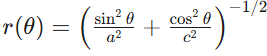 r(θ) = (sin² θ / a² + cos² θ / c²)^{−1/2}